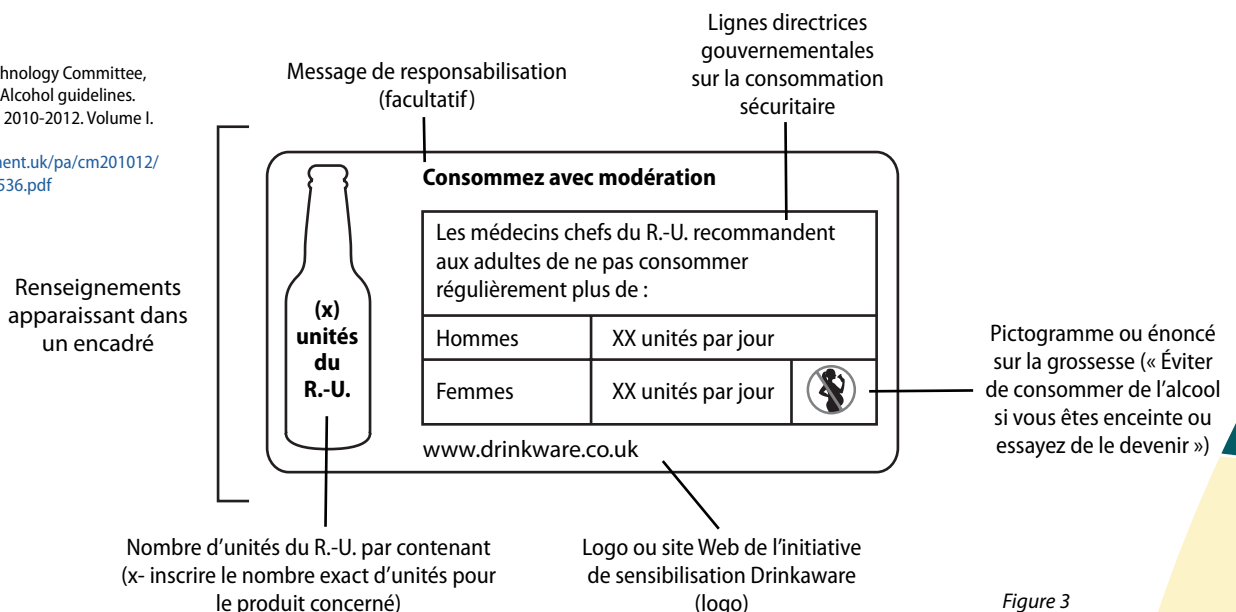 hnology Committee,
Alcohol guidelines.
2010-2012. Volume I.
nent.uk/pa/cm201012/
536.pdf
Message de responsabilisation
(facultatif)
Lignes directrices
gouvernementales
sur la consommation
sécuritaire
Renseignements
apparaissant dans
un encadré
(x)
unités
du
R.-U.
Consommez avec modération
Les médecins chefs du R.-U. recommandent
aux adultes de ne pas consommer
régulièrement plus de :
Hommes XX unités par jour
Femmes XX unités par jour
www.drinkware.co.uk
Pictogramme ou énoncé
sur la grossesse (« Éviter
de consommer de l'alcool
si vous êtes enceinte ou
essayez de le devenir »)
Nombre d'unités du R.-U. par contenant
(x- inscrire le nombre exact d'unités pour
le produit concerné)
Logo ou site Web de l'initiative
de sensibilisation Drinkaware
(logo)
Figure 3